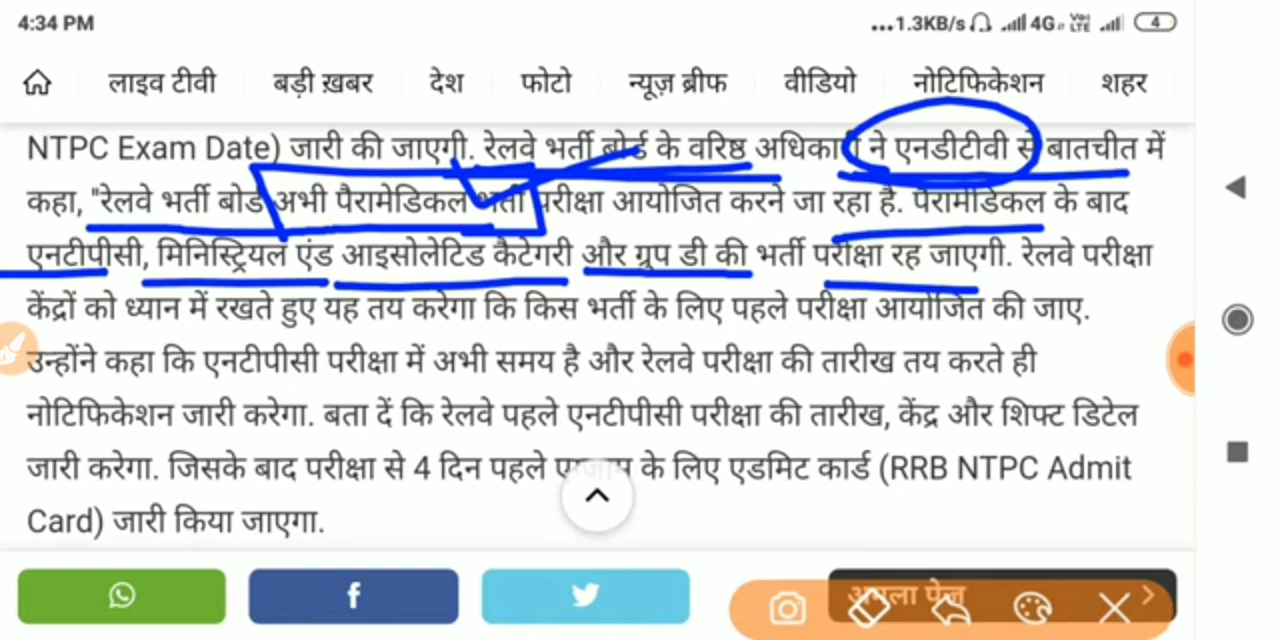 4:34 PM
...1.3KB/s 4G VoLTE 4
लाइव टीवी बड़ी ख़बर देश फोटो न्यूज़ ब्रीफ वीडियो नोटिफिकेशन शहर
NTPC Exam Date) जारी की जाएगी. रेलवे भर्ती बोर्ड के वरिष्ठ अधिकारी ने एनडीटीवी से बातचीत में
कहा, "रेलवे भर्ती बोर्ड अभी पैरामेडिकल भर्ती परीक्षा आयोजित करने जा रहा है. पैरामेडिकल के बाद
एनटीपीसी, मिनिस्ट्रियल एंड आइसोलेटिड कैटेगरी और ग्रुप डी की भर्ती परीक्षा रह जाएगी. रेलवे परीक्षा
केंद्रों को ध्यान में रखते हुए यह तय करेगा कि किस भर्ती के लिए पहले परीक्षा आयोजित की जाए.
उन्होंने कहा कि एनटीपीसी परीक्षा में अभी समय है और रेलवे परीक्षा की तारीख तय करते ही
नोटिफिकेशन जारी करेगा. बता दें कि रेलवे पहले एनटीपीसी परीक्षा की तारीख, केंद्र और शिफ्ट डिटेल
जारी करेगा. जिसके बाद परीक्षा से 4 दिन पहले के लिए एडमिट कार्ड (RRB NTPC Admit
Card) जारी किया जाएगा.
अगला पेज